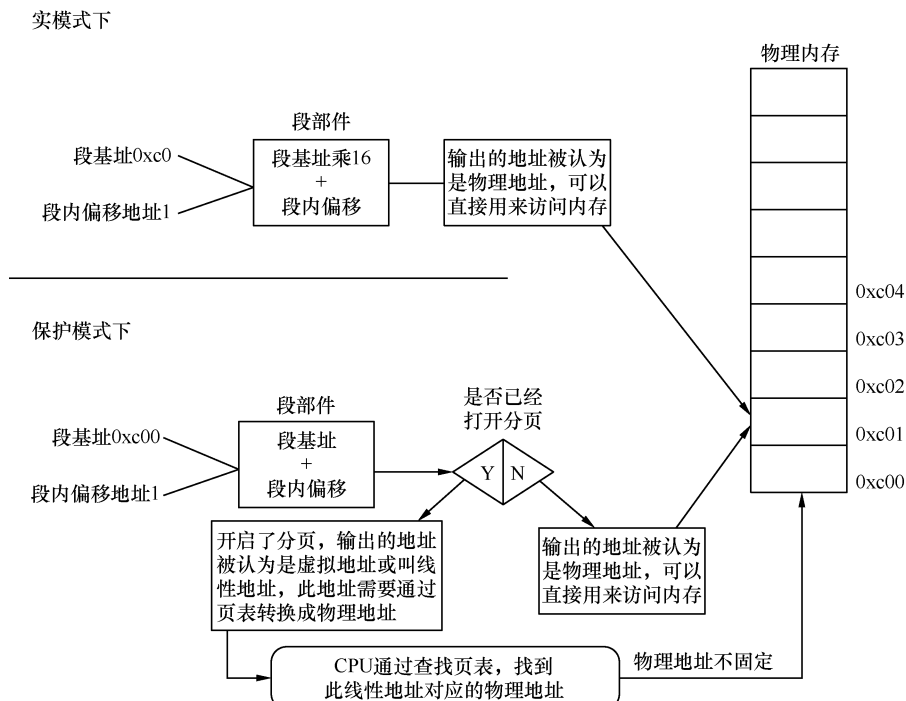 实模式下
物理内存
段部件
段基址0xc0
段内偏移地址1
段基址乘16
+
段内偏移
输出的地址被认为
是物理地址，可以
直接用来访问内存
0xc04
0xc03
0xc02
0xc01
0xc00
保护模式下
段部件
段基址0xc00
段内偏移地址1
段基址
+
段内偏移
是否已经
打开分页
Y N
开启了分页，输出的地址
被认为是虚拟地址或叫线
性地址，此地址需要通过
页表转换成物理地址
输出的地址被认为
是物理地址，可以
直接用来访问内存
CPU通过查找页表，找到
此线性地址对应的物理地址
物理地址不固定